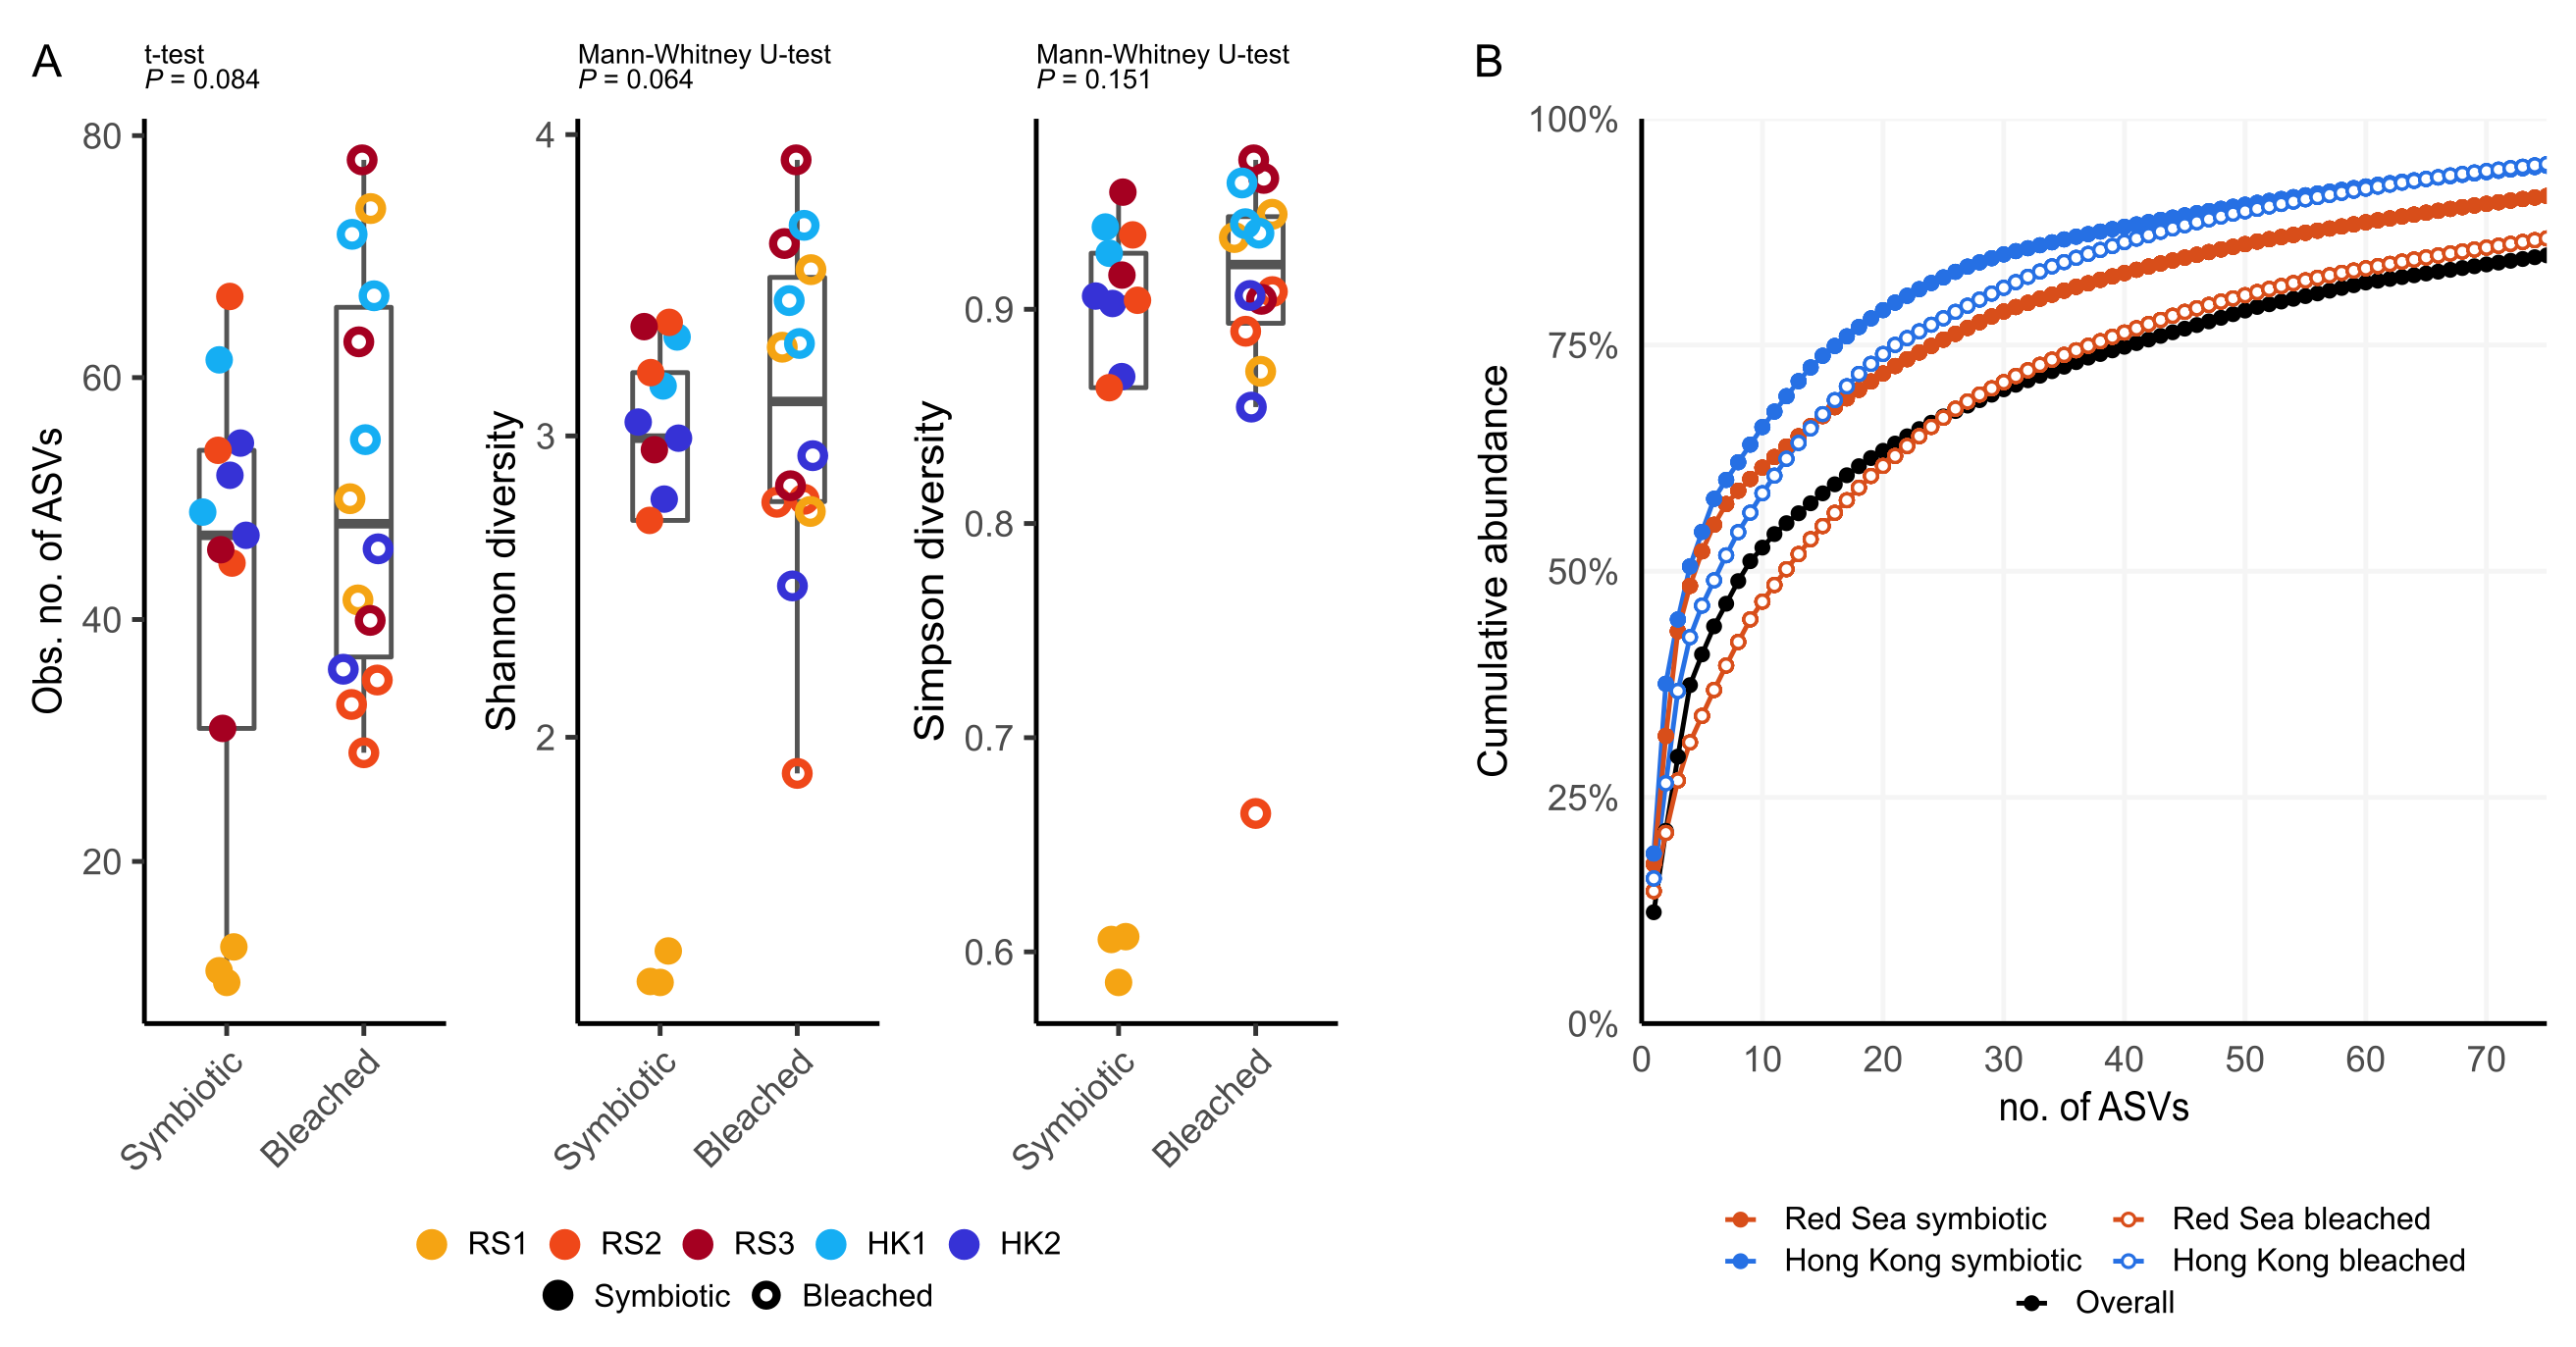 A
t-test
P = 0.084
Mann-Whitney U-test
P = 0.064
Mann-Whitney U-test
P = 0.151
B
Obs. no. of ASVs
80
60
40
20
Symbiotic
Bleached
Shannon diversity
4
3
2
Symbiotic
Bleached
Simpson diversity
0.9
0.8
0.7
0.6
Symbiotic
Bleached
RS1 RS2 RS3 HK1 HK2
Symbiotic Bleached
Cumulative abundance
100%
75%
50%
25%
0%
0 10 20 30 40 50 60 70
no. of ASVs
Red Sea symbiotic Red Sea bleached
Hong Kong symbiotic Hong Kong bleached
Overall